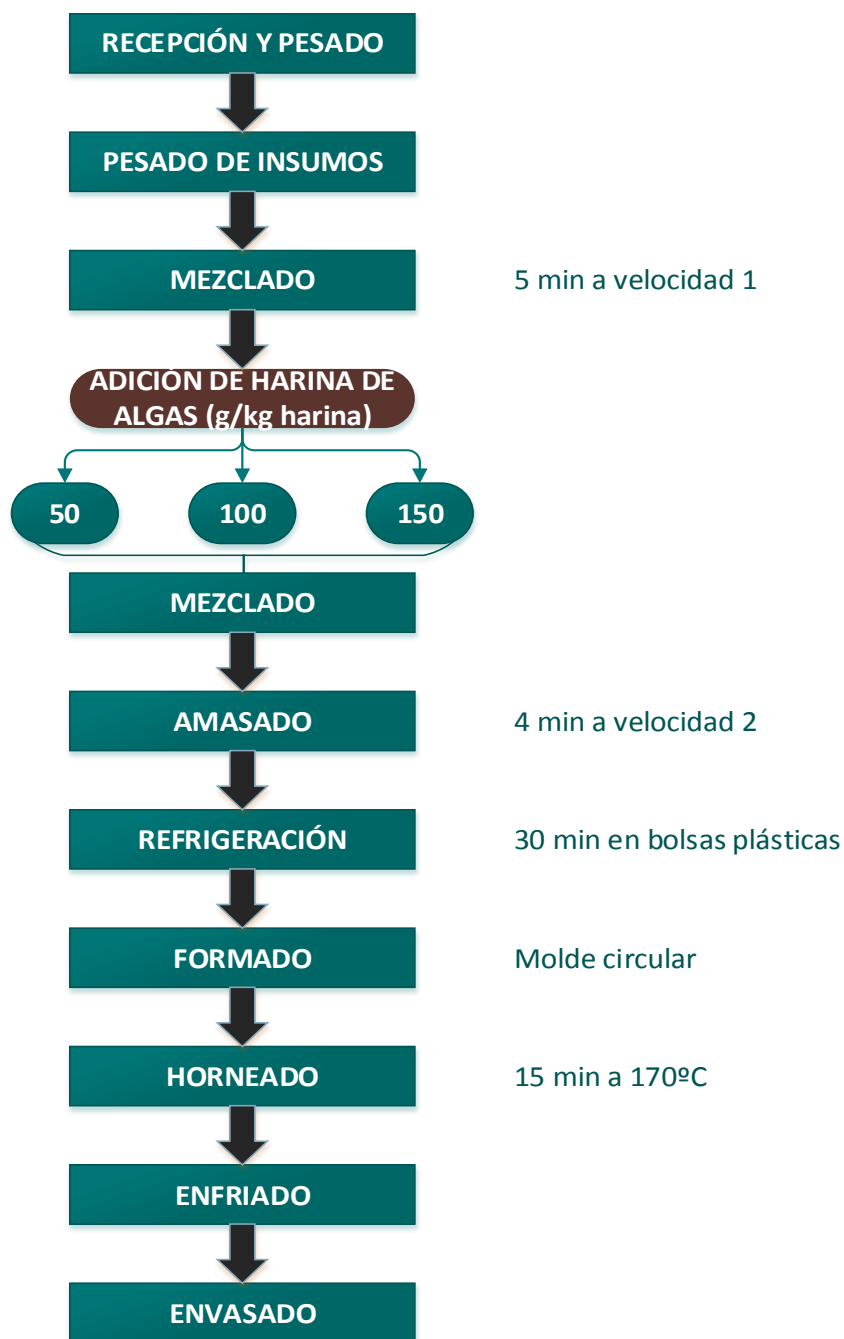 RECEPCIÓN Y PESADO
PESADO DE INSUMOS
MEZCLADO
5 min a velocidad 1
ADICIÓN DE HARINA DE
ALGAS (g/kg harina)
50
100
150
MEZCLADO
AMASADO
4 min a velocidad 2
REFRIGERACIÓN
30 min en bolsas plásticas
FORMADO
Molde circular
HORNEADO
15 min a 170ºC
ENFRIADO
ENVASADO